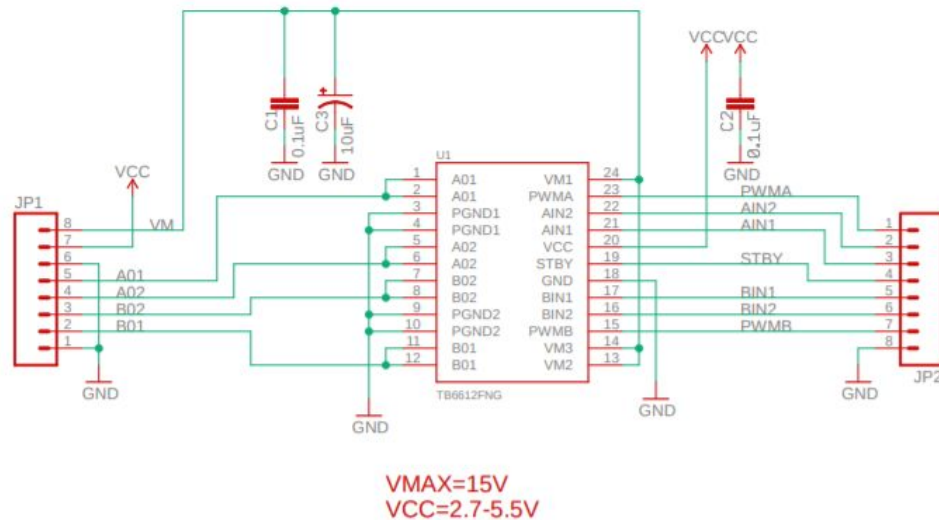 VCC VCC
C1
0.1uF
C3
10uF
+
GND
GND
C2
0.1uF
GND
VCC
JP1
8
7
6
5
4
3
2
1
VM
A01
A02
B02
B01
GND
U1
1 A01
2 A01
3 PGND1
4 PGND1
5 A02
6 A02
7 B02
8 B02
9 PGND2
10 PGND2
11 B01
12 B01
VM1 24
PWMA 23
AIN2 22
AIN1 21
VCC 20
STBY 19
GND 18
BIN1 17
BIN2 16
PWMB 15
VM3 14
VM2 13
TB6612FNG
GND
GND
PWMA
AIN2
AIN1
STBY
BIN1
BIN2
PWMB
1
2
3
4
5
6
7
8
GND
JP2
VMAX=15V
VCC=2.7-5.5V